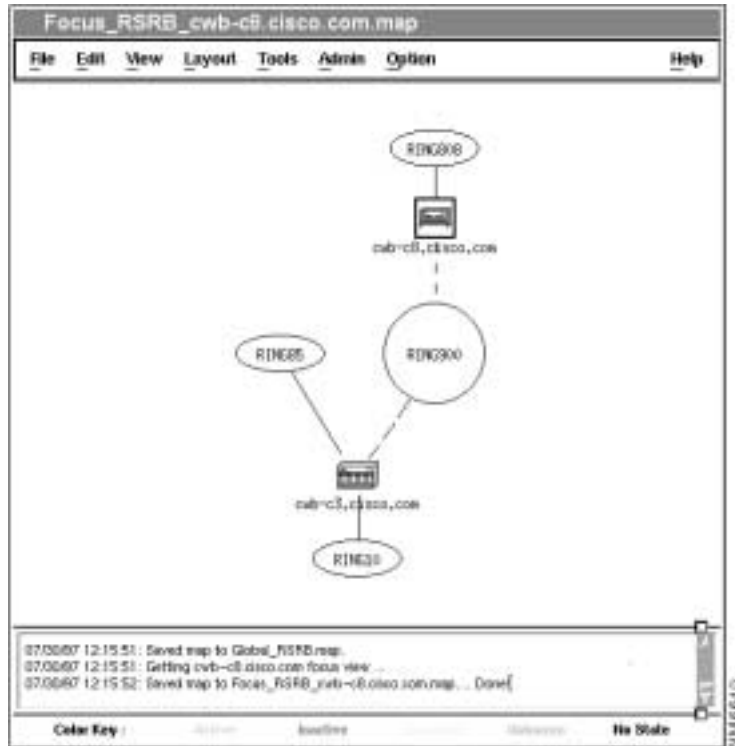 Focus_RSRB_cwb-c8.cisco.com.map
File Edit View Layout Tools Admin Option Help
RING808
cwb-c8.cisco.com
RING85
RING900
cwb-c3.cisco.com
07/30/97 12:15:51: Saved map to Global_RSRB.map.
07/30/97 12:15:51: Getting cwb-c8.cisco.com focus view ...
07/30/97 12:15:52: Saved map to Focus_RSRB_cwb-c8.cisco.com.map... Done
Color Key: Inactive No State